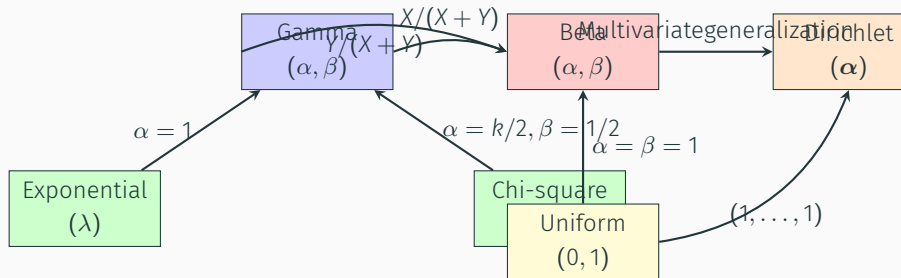 X/(X + Y)
Gamma
(α, β)
Y/(X + Y)
Beta
(α, β)
Multivariategeneralization
Dirichlet
(α)
α = 1
α = k/2, β = 1/2
α = β = 1
Exponential
(λ)
Chi-square
Uniform
(0, 1)
(1, . . . , 1)